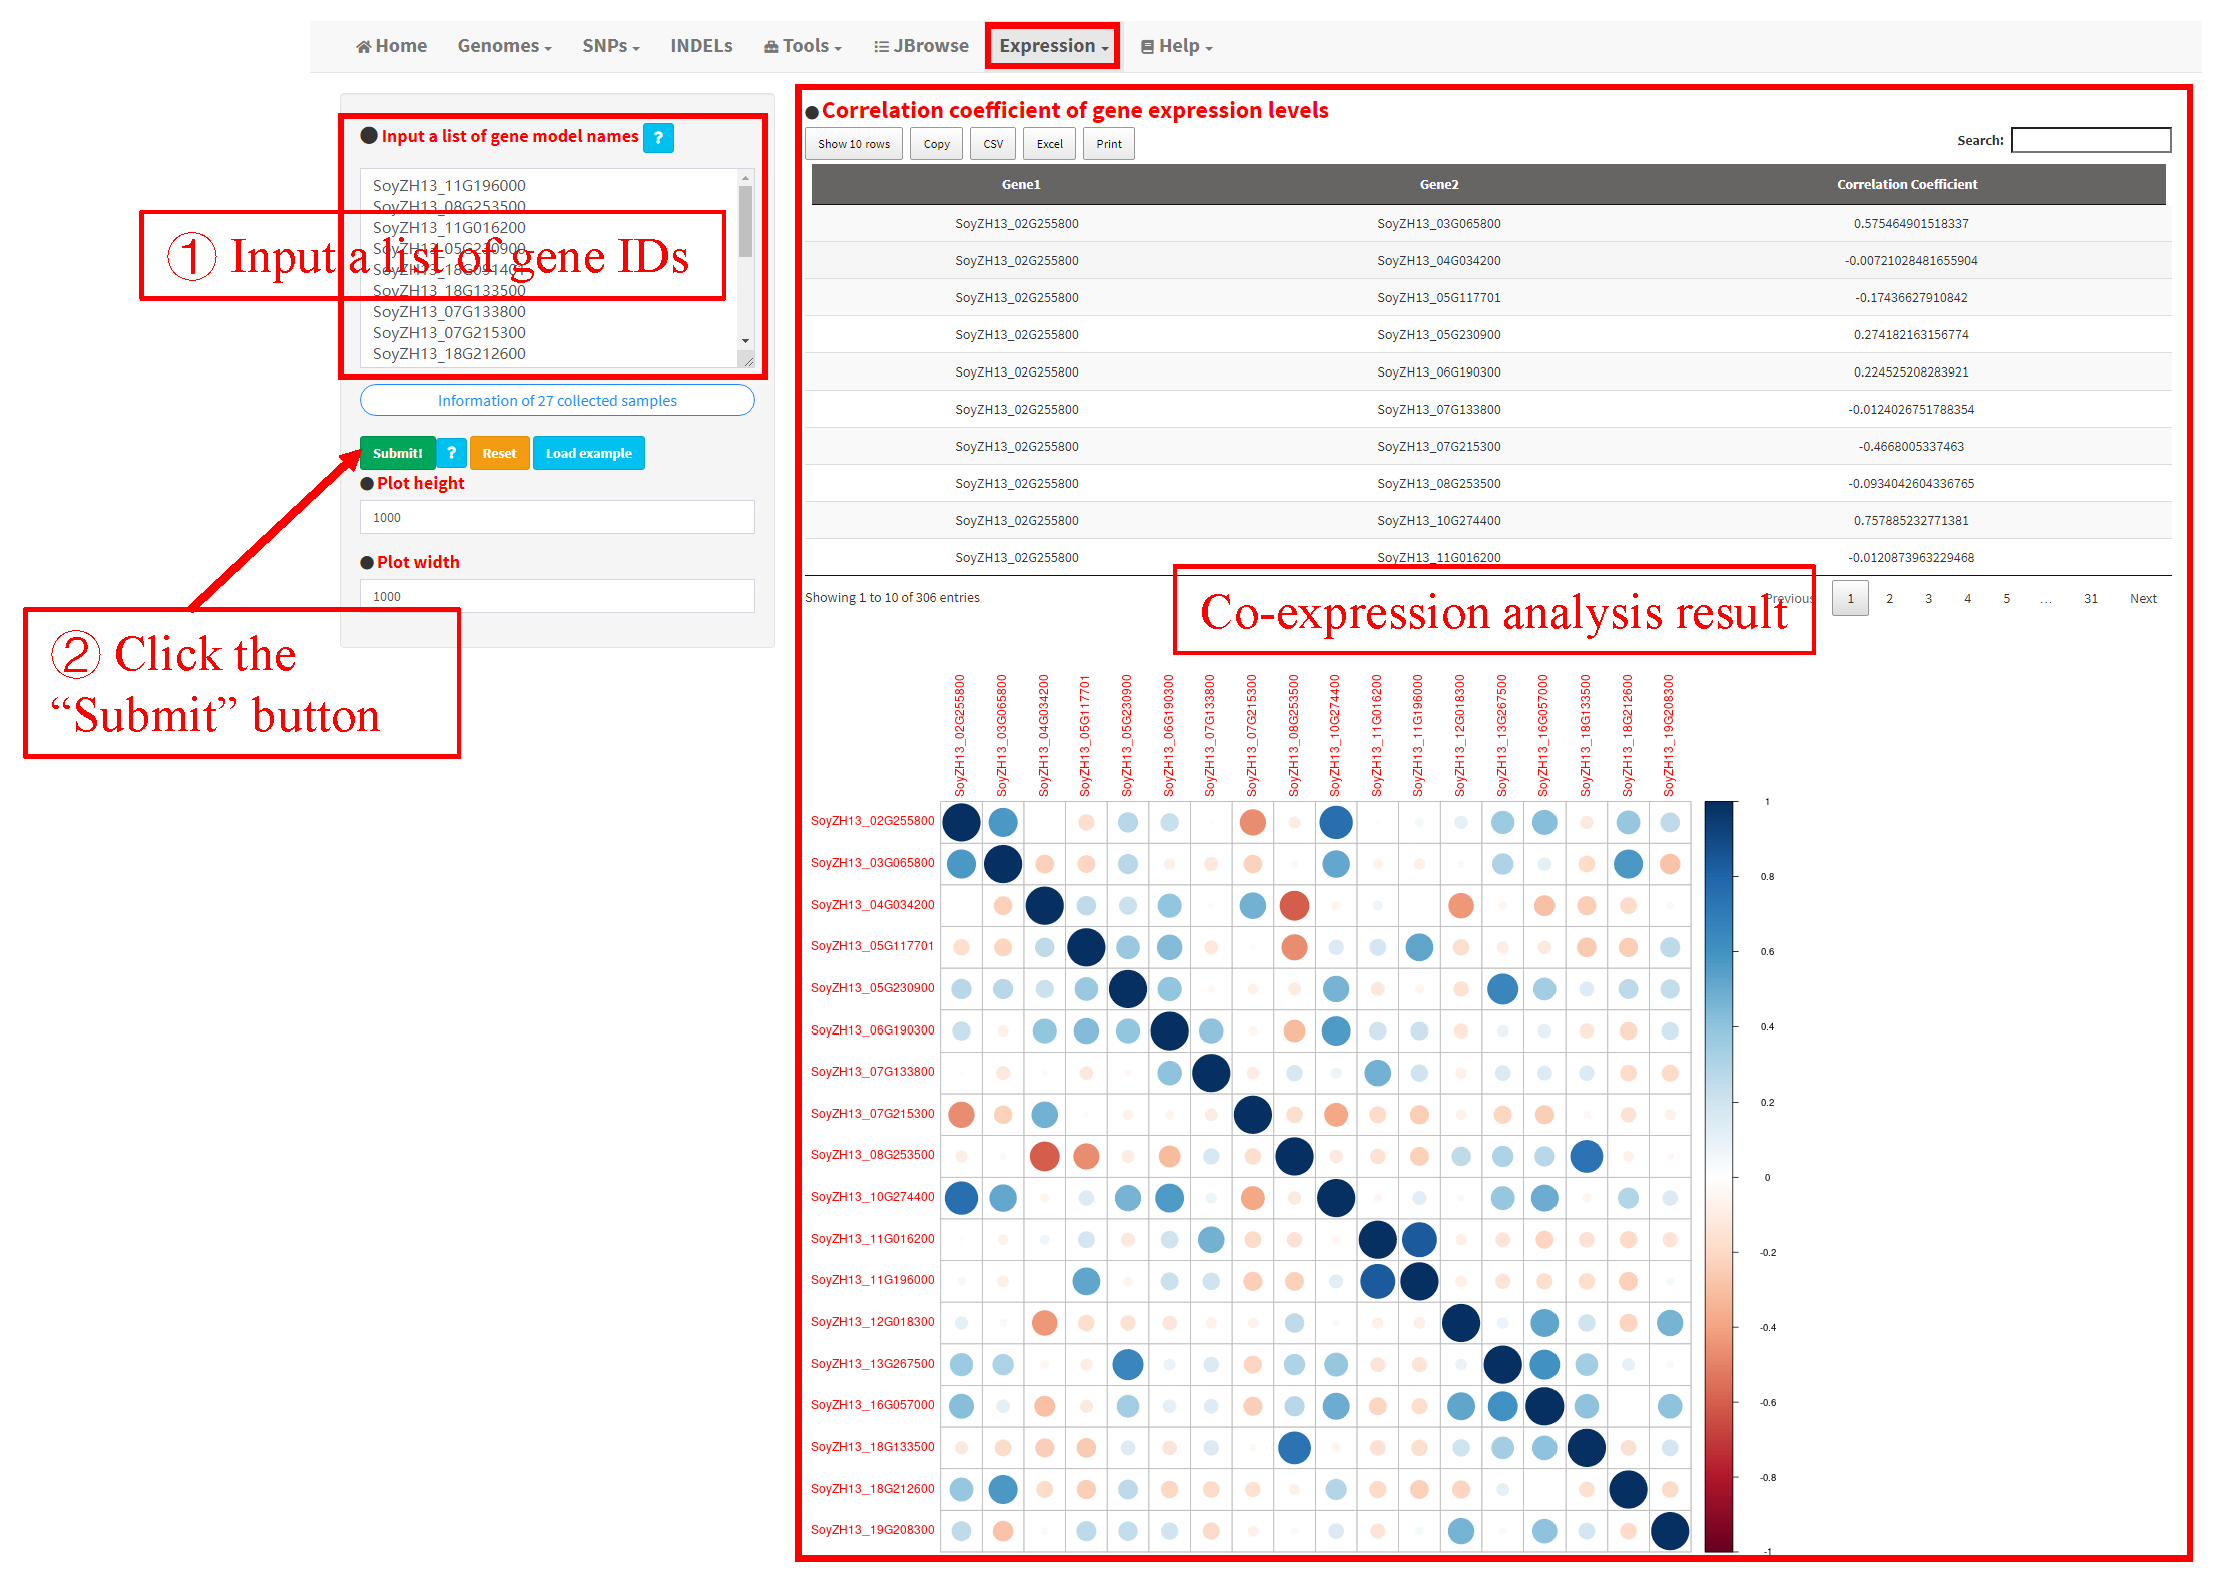 Home Genomes SNPs INDELs Tools JBrowse Expression Help
Input a list of gene model names ?
SoyZH13_11G196000
SoyZH13_08G253500
SoyZH13_11G016200
SoyZH13_05G230900
SoyZH13_18G091401
SoyZH13_18G133500
SoyZH13_07G133800
SoyZH13_07G215300
SoyZH13_18G212600
① Input a list of gene IDs
Information of 27 collected samples
Submit! ? Reset Load example
Plot height
1000
Plot width
1000
② Click the
“Submit” button
Correlation coefficient of gene expression levels
Show 10 rows Copy CSV Excel Print Search:
Gene1 Gene2 Correlation Coefficient
SoyZH13_02G255800 SoyZH13_03G065800 0.575464901518337
SoyZH13_02G255800 SoyZH13_04G034200 -0.00721028481655904
SoyZH13_02G255800 SoyZH13_05G117701 -0.17436627910842
SoyZH13_02G255800 SoyZH13_05G230900 0.274182163156774
SoyZH13_02G255800 SoyZH13_06G190300 0.224525208283921
SoyZH13_02G255800 SoyZH13_07G133800 -0.0124026751788354
SoyZH13_02G255800 SoyZH13_07G215300 -0.4668005337463
SoyZH13_02G255800 SoyZH13_08G253500 -0.0934042604336765
SoyZH13_02G255800 SoyZH13_10G274400 0.757885232771381
SoyZH13_02G255800 SoyZH13_11G016200 -0.0120873963229468
Showing 1 to 10 of 306 entries Previous 1 2 3 4 5 … 31 Next
Co-expression analysis result
SoyZH13_02G255800
SoyZH13_03G065800
SoyZH13_04G034200
SoyZH13_05G117701
SoyZH13_05G230900
SoyZH13_06G190300
SoyZH13_07G133800
SoyZH13_07G215300
SoyZH13_08G253500
SoyZH13_10G274400
SoyZH13_11G016200
SoyZH13_11G196000
SoyZH13_12G018300
SoyZH13_13G267500
SoyZH13_16G057000
SoyZH13_18G133500
SoyZH13_18G212600
SoyZH13_19G208300
SoyZH13_02G255800
SoyZH13_03G065800
SoyZH13_04G034200
SoyZH13_05G117701
SoyZH13_05G230900
SoyZH13_06G190300
SoyZH13_07G133800
SoyZH13_07G215300
SoyZH13_08G253500
SoyZH13_10G274400
SoyZH13_11G016200
SoyZH13_11G196000
SoyZH13_12G018300
SoyZH13_13G267500
SoyZH13_16G057000
SoyZH13_18G133500
SoyZH13_18G212600
SoyZH13_19G208300
1
0.8
0.6
0.4
0.2
0
-0.2
-0.4
-0.6
-0.8
-1